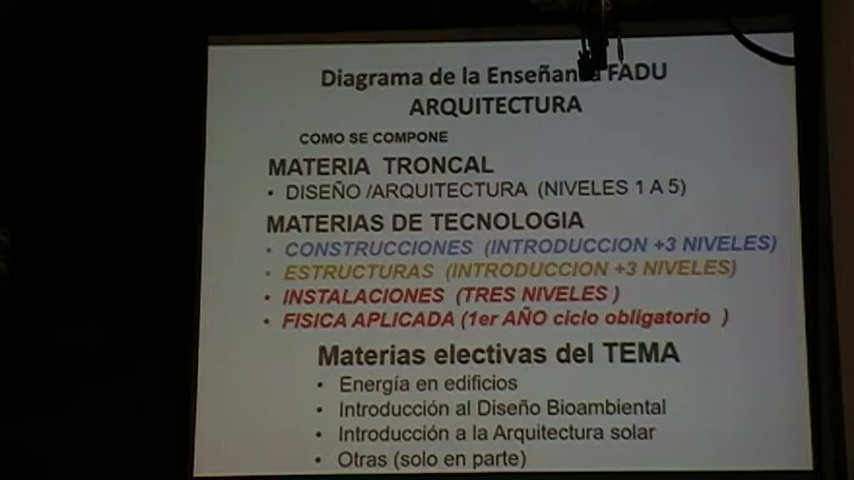 Diagrama de la Enseñanza FADU
ARQUITECTURA
COMO SE COMPONE
MATERIA TRONCAL
• DISEÑO /ARQUITECTURA (NIVELES 1 A 5)
MATERIAS DE TECNOLOGIA
• CONSTRUCCIONES (INTRODUCCION +3 NIVELES)
• ESTRUCTURAS (INTRODUCCION +3 NIVELES)
• INSTALACIONES (TRES NIVELES )
• FISICA APLICADA (1er AÑO ciclo obligatorio )
Materias electivas del TEMA
• Energía en edificios
• Introducción al Diseño Bioambiental
• Introducción a la Arquitectura solar
• Otras (solo en parte)